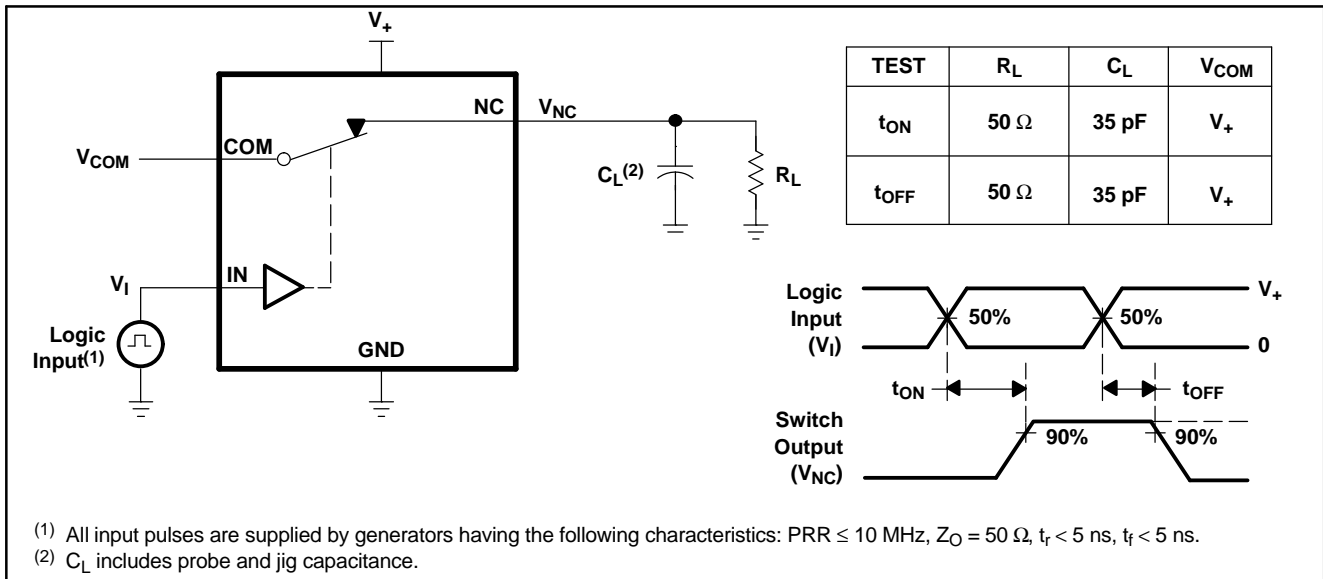 V+
NC
VNC
COM
VCOM
CL(2)
RL
VI
IN
Logic
Input(1)
GND
TEST RL CL VCOM
tON 50 Ω 35 pF V+
tOFF 50 Ω 35 pF V+
Logic
Input
(VI)
50%
50%
V+
0
tON
tOFF
Switch
Output
(VNC)
90%
90%
(1) All input pulses are supplied by generators having the following characteristics: PRR ≤ 10 MHz, ZO = 50 Ω, tr < 5 ns, tf < 5 ns.
(2) CL includes probe and jig capacitance.